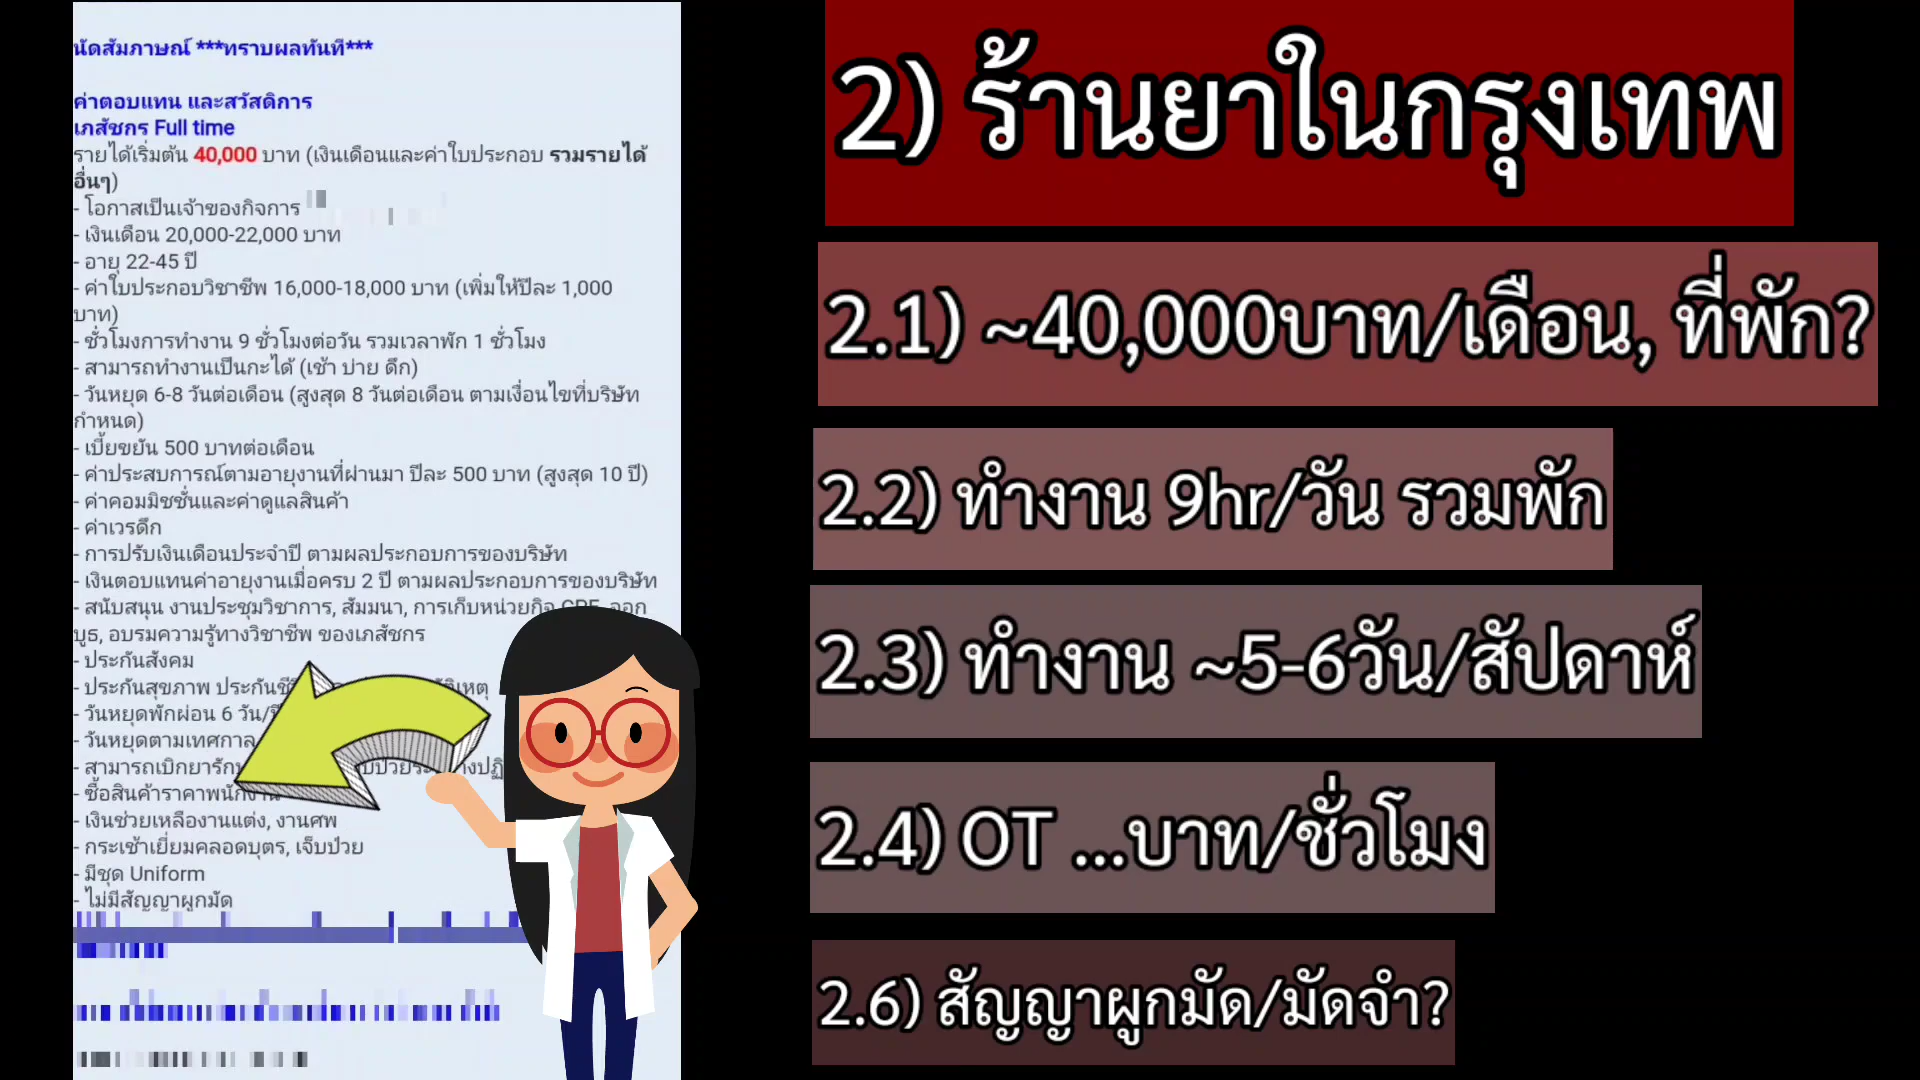 นัดสัมภาษณ์ ***ทราบผลทันที***
ค่าตอบแทน และสวัสดิการ
เภสัชกร Full time
รายได้เริ่มต้น 40,000 บาท (เงินเดือนและค่าใบประกอบ รวมรายได้
อื่นๆ)
- โอกาสเป็นเจ้าของกิจการ
- เงินเดือน 20,000-22,000 บาท
- อายุ 22-45 ปี
- ค่าใบประกอบวิชาชีพ 16,000-18,000 บาท (เพิ่มให้ปีละ 1,000
บาท)
- ชั่วโมงการทำงาน 9 ชั่วโมงต่อวัน รวมเวลาพัก 1 ชั่วโมง
- สามารถทำงานเป็นกะได้ (เช้า บ่าย ดึก)
- วันหยุด 6-8 วันต่อเดือน (สูงสุด 8 วันต่อเดือน ตามเงื่อนไขที่บริษัท
กำหนด)
- เบี้ยขยัน 500 บาทต่อเดือน
- ค่าประสบการณ์ตามอายุงานที่ผ่านมา ปีละ 500 บาท (สูงสุด 10 ปี)
- ค่าคอมมิชชั่นและค่าดูแลสินค้า
- ค่าเวรดึก
- การปรับเงินเดือนประจำปี ตามผลประกอบการของบริษัท
- เงินตอบแทนค่าอายุงานเมื่อครบ 2 ปี ตามผลประกอบการของบริษัท
- สนับสนุน งานประชุมวิชาการ, สัมมนา, การเก็บหน่วยกิจ CPE, ออก
บูธ, อบรมความรู้ทางวิชาชีพ ของเภสัชกร
- ประกันสังคม
- ประกันสุขภาพ
- วันหยุดพักผ่อน 6 วัน/ปี
- วันหยุดตามเทศกาล
- สามารถเบิกยารักษา
- ซื้อสินค้าราคาพนักงาน
- เงินช่วยเหลืองานแต่ง, งานศพ
- กระเช้าเยี่ยมคลอดบุตร, เจ็บป่วย
- มีชุด Uniform
- ไม่มีสัญญาผูกมัด
2) ร้านยาในกรุงเทพ
2.1) ~40,000บาท/เดือน, ที่พัก?
2.2) ทำงาน 9hr/วัน รวมพัก
2.3) ทำงาน ~5-6วัน/สัปดาห์
2.4) OT ...บาท/ชั่วโมง
2.6) สัญญาผูกมัด/มัดจำ?